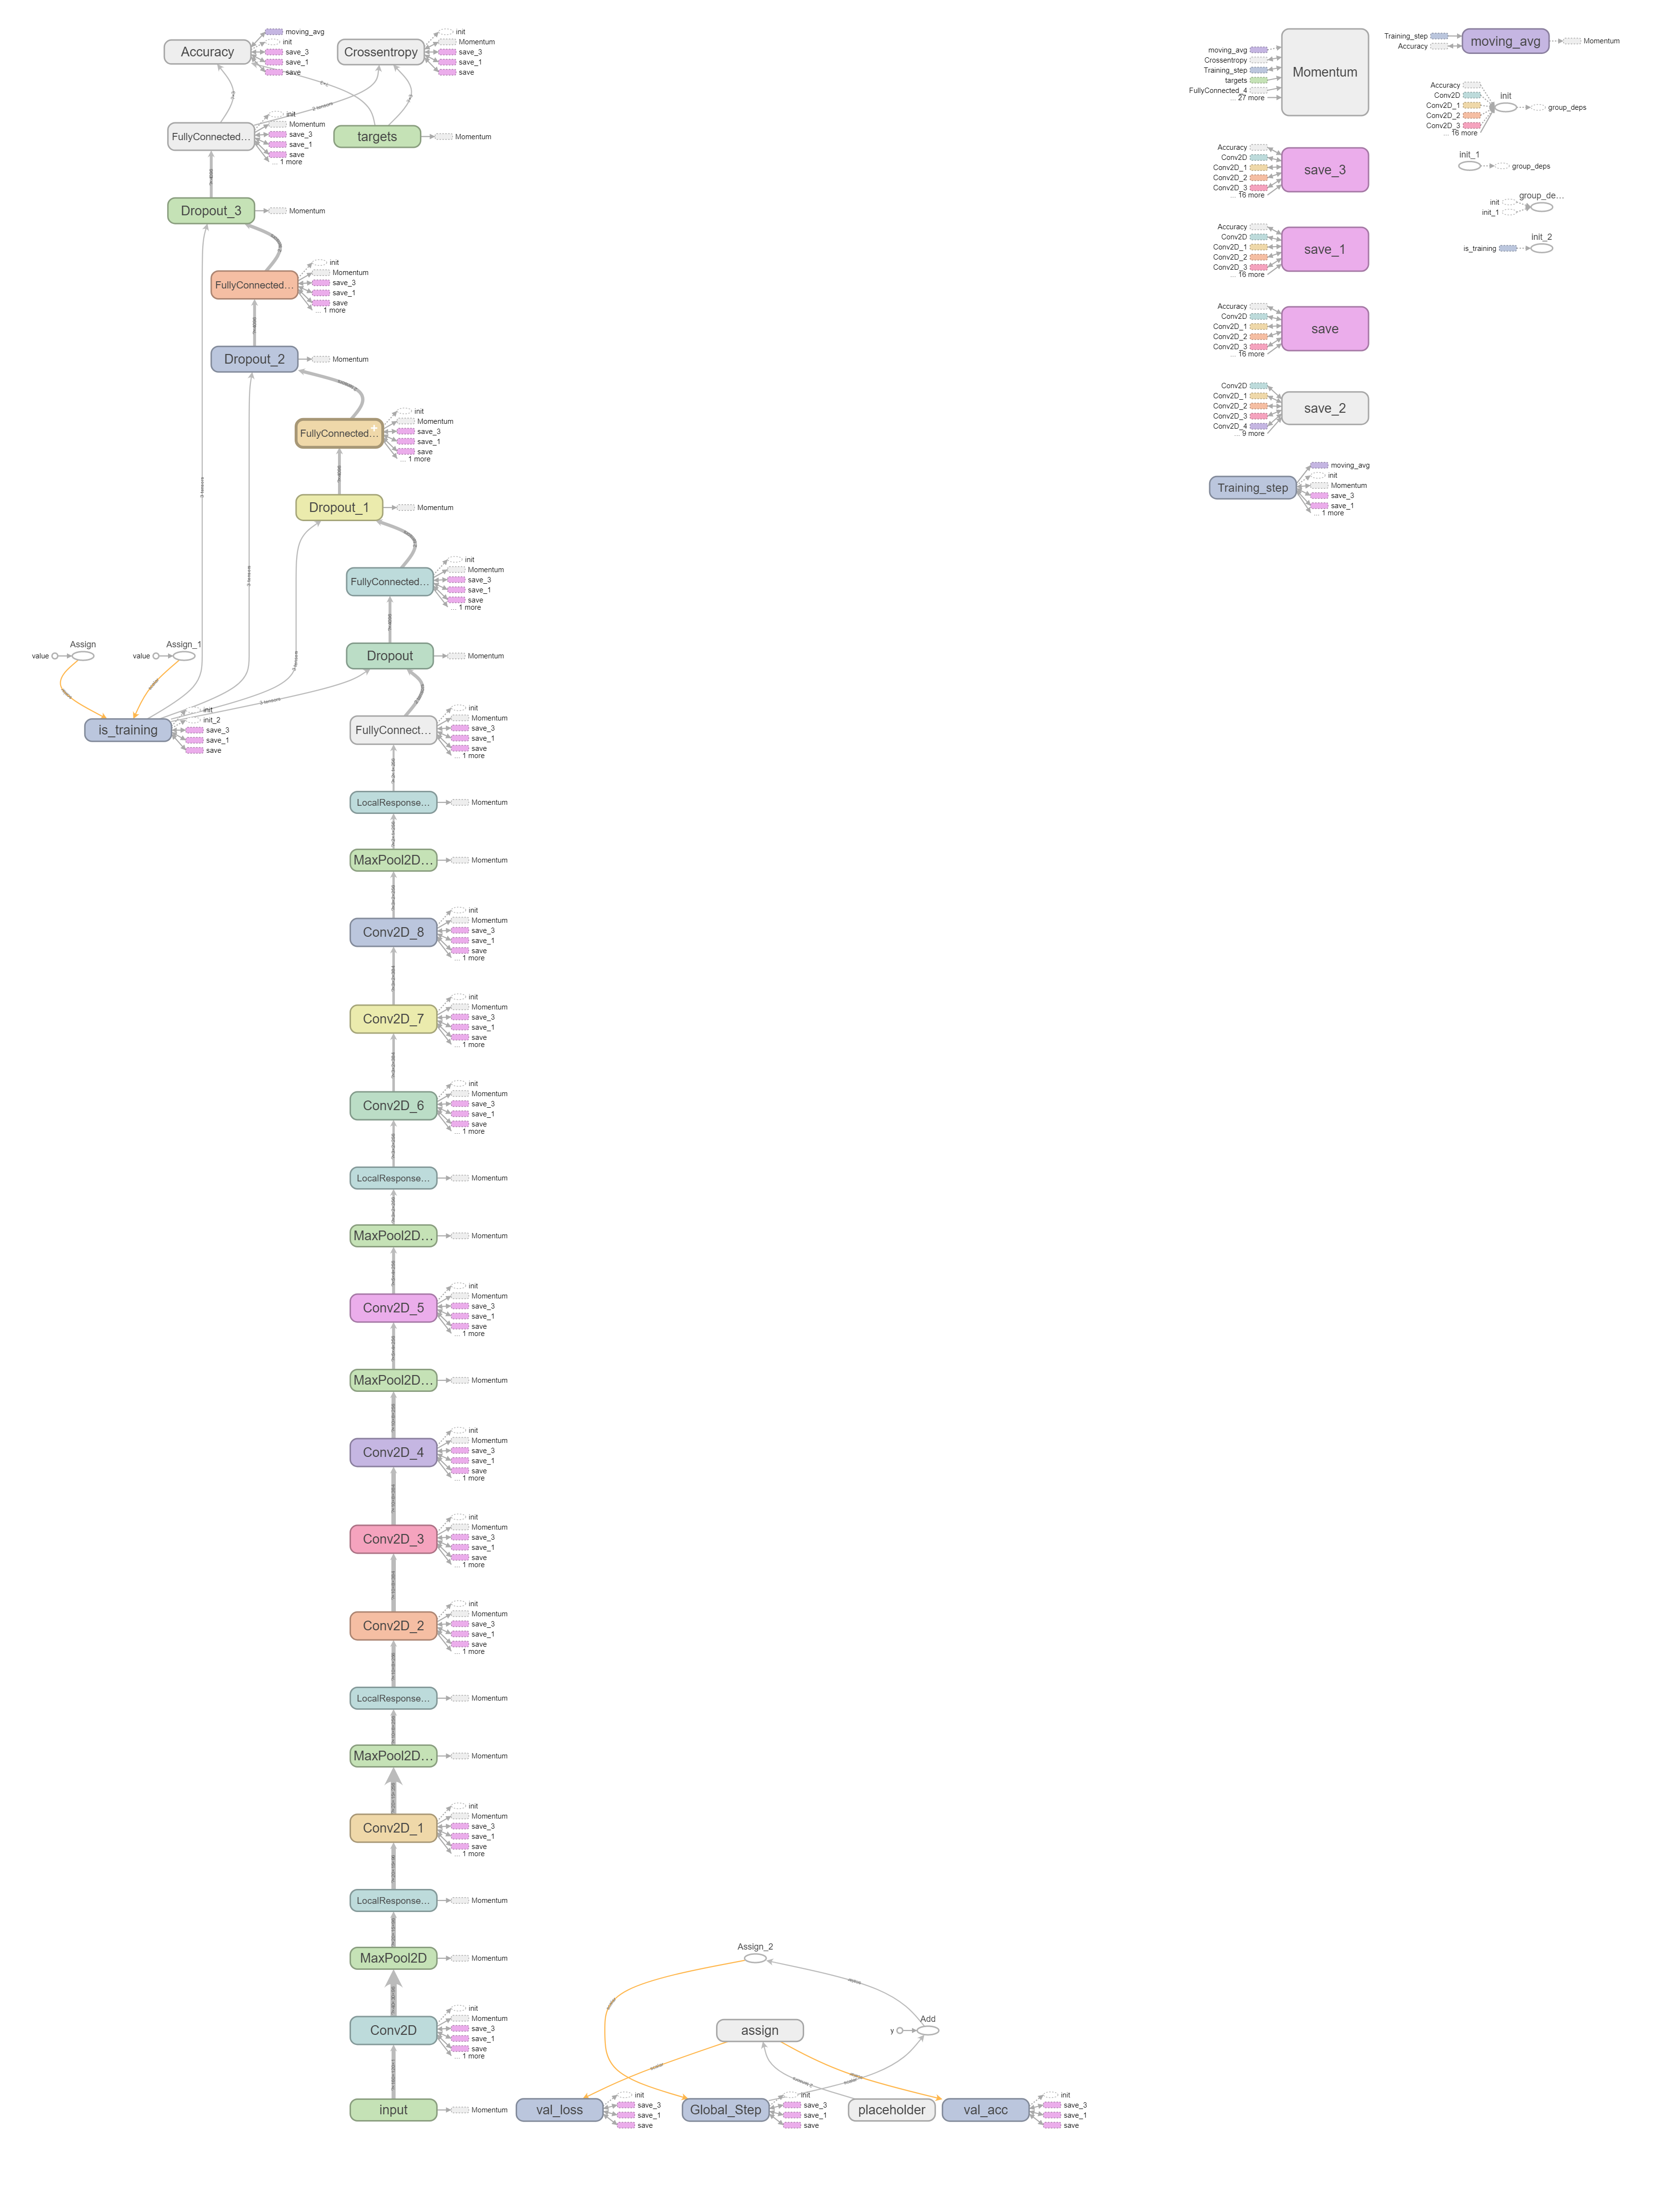 Accuracy
moving_avg
init
save_3
save_1
save
Crossentropy
init
Momentum
save_3
save_1
save
FullyConnected...
init
Momentum
save_3
save_1
save
... 1 more
targets
Momentum
Dropout_3
Momentum
FullyConnected...
init
Momentum
save_3
save_1
save
... 1 more
Dropout_2
Momentum
FullyConnected...
init
Momentum
save_3
save_1
save
... 1 more
Dropout_1
Momentum
FullyConnected...
init
Momentum
save_3
save_1
save
... 1 more
Assign
value
Assign_1
value
Dropout
Momentum
3 tensors
3 tensors
3 tensors
is_training
init
init_2
save_3
save_1
save
FullyConnect...
init
Momentum
save_3
save_1
save
... 1 more
LocalResponse...
Momentum
MaxPool2D...
Momentum
Conv2D_8
init
Momentum
save_3
save_1
save
... 1 more
Conv2D_7
init
Momentum
save_3
save_1
save
... 1 more
Conv2D_6
init
Momentum
save_3
save_1
save
... 1 more
LocalResponse...
Momentum
MaxPool2D...
Momentum
Conv2D_5
init
Momentum
save_3
save_1
save
... 1 more
MaxPool2D...
Momentum
Conv2D_4
init
Momentum
save_3
save_1
save
... 1 more
Conv2D_3
init
Momentum
save_3
save_1
save
... 1 more
Conv2D_2
init
Momentum
save_3
save_1
save
... 1 more
LocalResponse...
Momentum
MaxPool2D...
Momentum
Conv2D_1
init
Momentum
save_3
save_1
save
... 1 more
LocalResponse...
Momentum
MaxPool2D
Momentum
Conv2D
init
Momentum
save_3
save_1
save
... 1 more
input
Momentum
Assign_2
assign
Add
y
val_loss
init
save_3
save_1
save
Global_Step
init
save_3
save_1
save
placeholder
val_acc
init
save_3
save_1
save
moving_avg
Crossentropy
Training_step
targets
FullyConnected_4
... 27 more
Momentum
Training_step
Accuracy
moving_avg
Momentum
Accuracy
Conv2D
Conv2D_1
Conv2D_2
Conv2D_3
... 16 more
init
group_deps
Accuracy
Conv2D
Conv2D_1
Conv2D_2
Conv2D_3
... 16 more
save_3
init_1
group_deps
group_de...
init
init_1
Accuracy
Conv2D
Conv2D_1
Conv2D_2
Conv2D_3
... 16 more
save_1
init_2
is_training
Accuracy
Conv2D
Conv2D_1
Conv2D_2
Conv2D_3
... 16 more
save
Conv2D
Conv2D_1
Conv2D_2
Conv2D_3
Conv2D_4
... 9 more
save_2
Training_step
moving_avg
init
Momentum
save_3
save_1
... 1 more